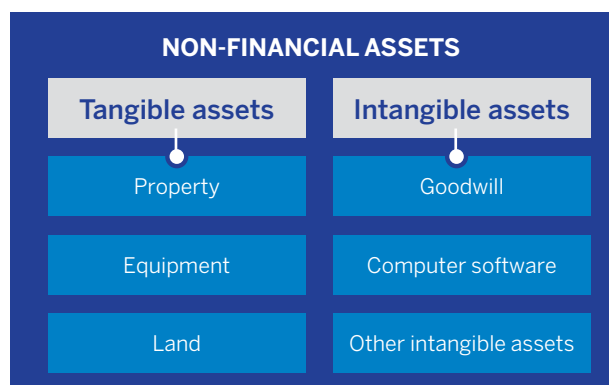 NON-FINANCIAL ASSETS
Tangible assets
Property
Equipment
Land
Intangible assets
Goodwill
Computer software
Other intangible assets